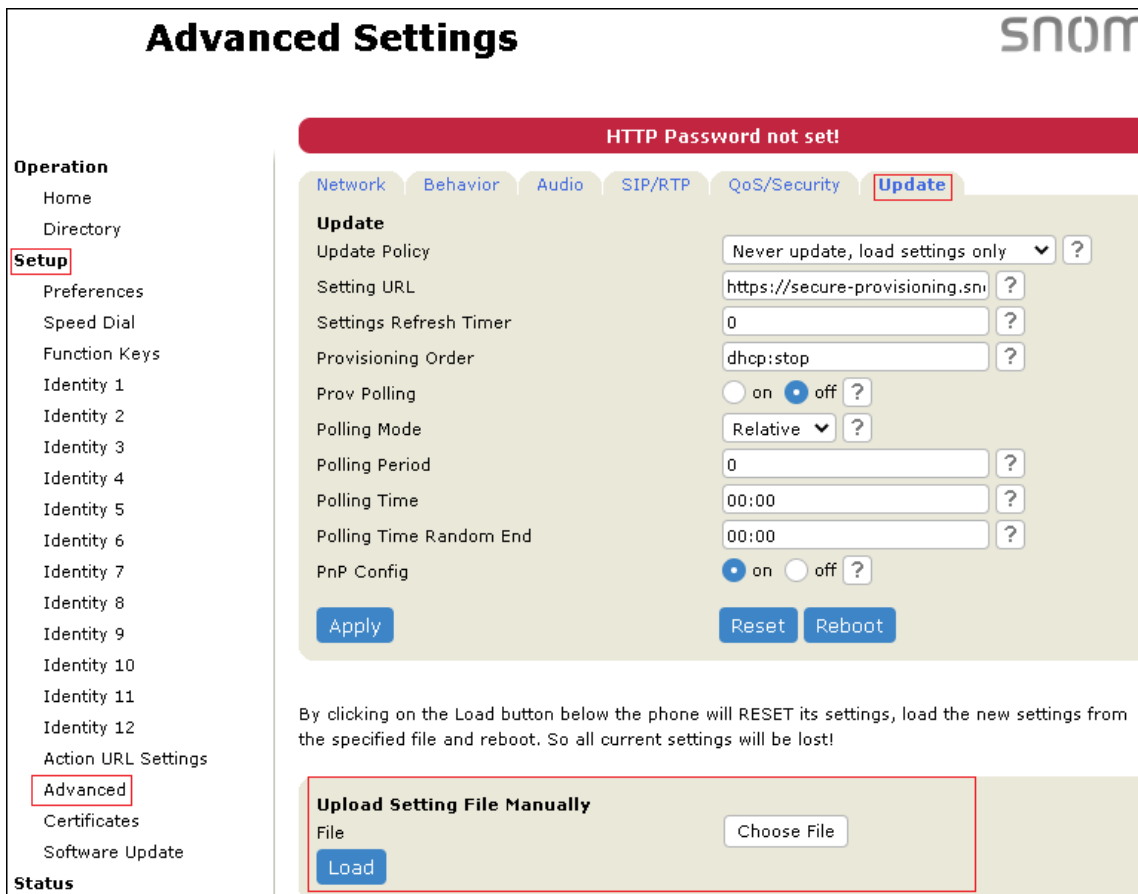 Advanced Settings
snom
HTTP Password not set!
Operation
Home
Directory
Setup
Preferences
Speed Dial
Function Keys
Identity 1
Identity 2
Identity 3
Identity 4
Identity 5
Identity 6
Identity 7
Identity 8
Identity 9
Identity 10
Identity 11
Identity 12
Action URL Settings
Advanced
Certificates
Software Update
Status
Network Behavior Audio SIP/RTP QoS/Security Update
Update
Update Policy Never update, load settings only ?
Setting URL https://secure-provisioning.sn ?
Settings Refresh Timer 0 ?
Provisioning Order dhcp:stop ?
Prov Polling on off ?
Polling Mode Relative ?
Polling Period 0 ?
Polling Time 00:00 ?
Polling Time Random End 00:00 ?
PnP Config on off ?
Apply Reset Reboot
By clicking on the Load button below the phone will RESET its settings, load the new settings from
the specified file and reboot. So all current settings will be lost!
Upload Setting File Manually
File Choose File
Load